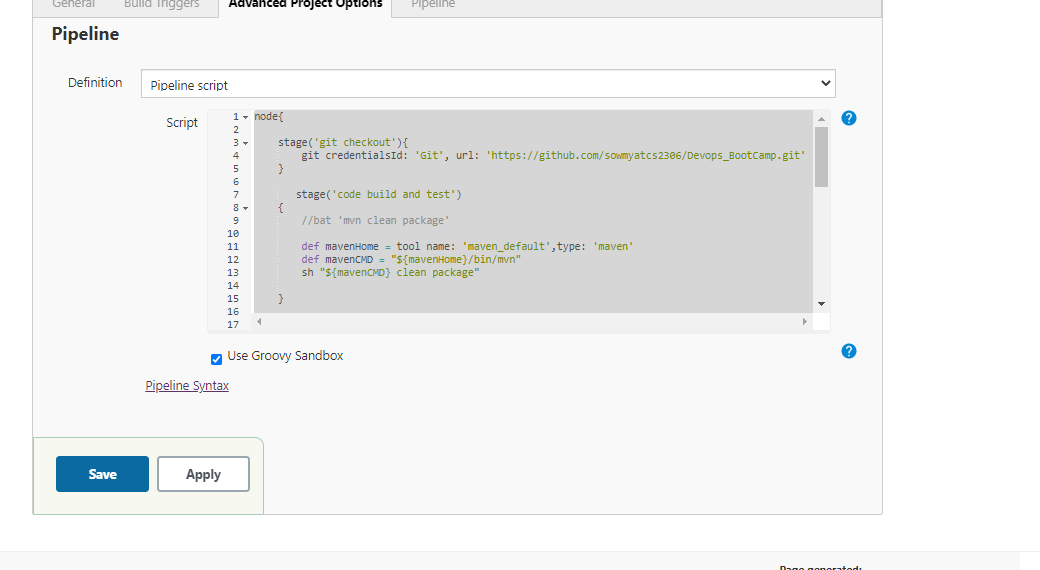 General Build Triggers Advanced Project Options Pipeline
Pipeline
Definition Pipeline script
Script
1 node{
2
3 stage('git checkout'){
4 git credentialsId: 'Git', url: 'https://github.com/sowmyatcs2306/Devops_BootCamp.git'
5 }
6
7 stage('code build and test')
8 {
9 //bat 'mvn clean package'
10
11 def mavenHome = tool name: 'maven_default',type: 'maven'
12 def mavenCMD = "${mavenHome}/bin/mvn"
13 sh "${mavenCMD} clean package"
14
15 }
16
17
Use Groovy Sandbox
Pipeline Syntax
Save Apply
Page generated: